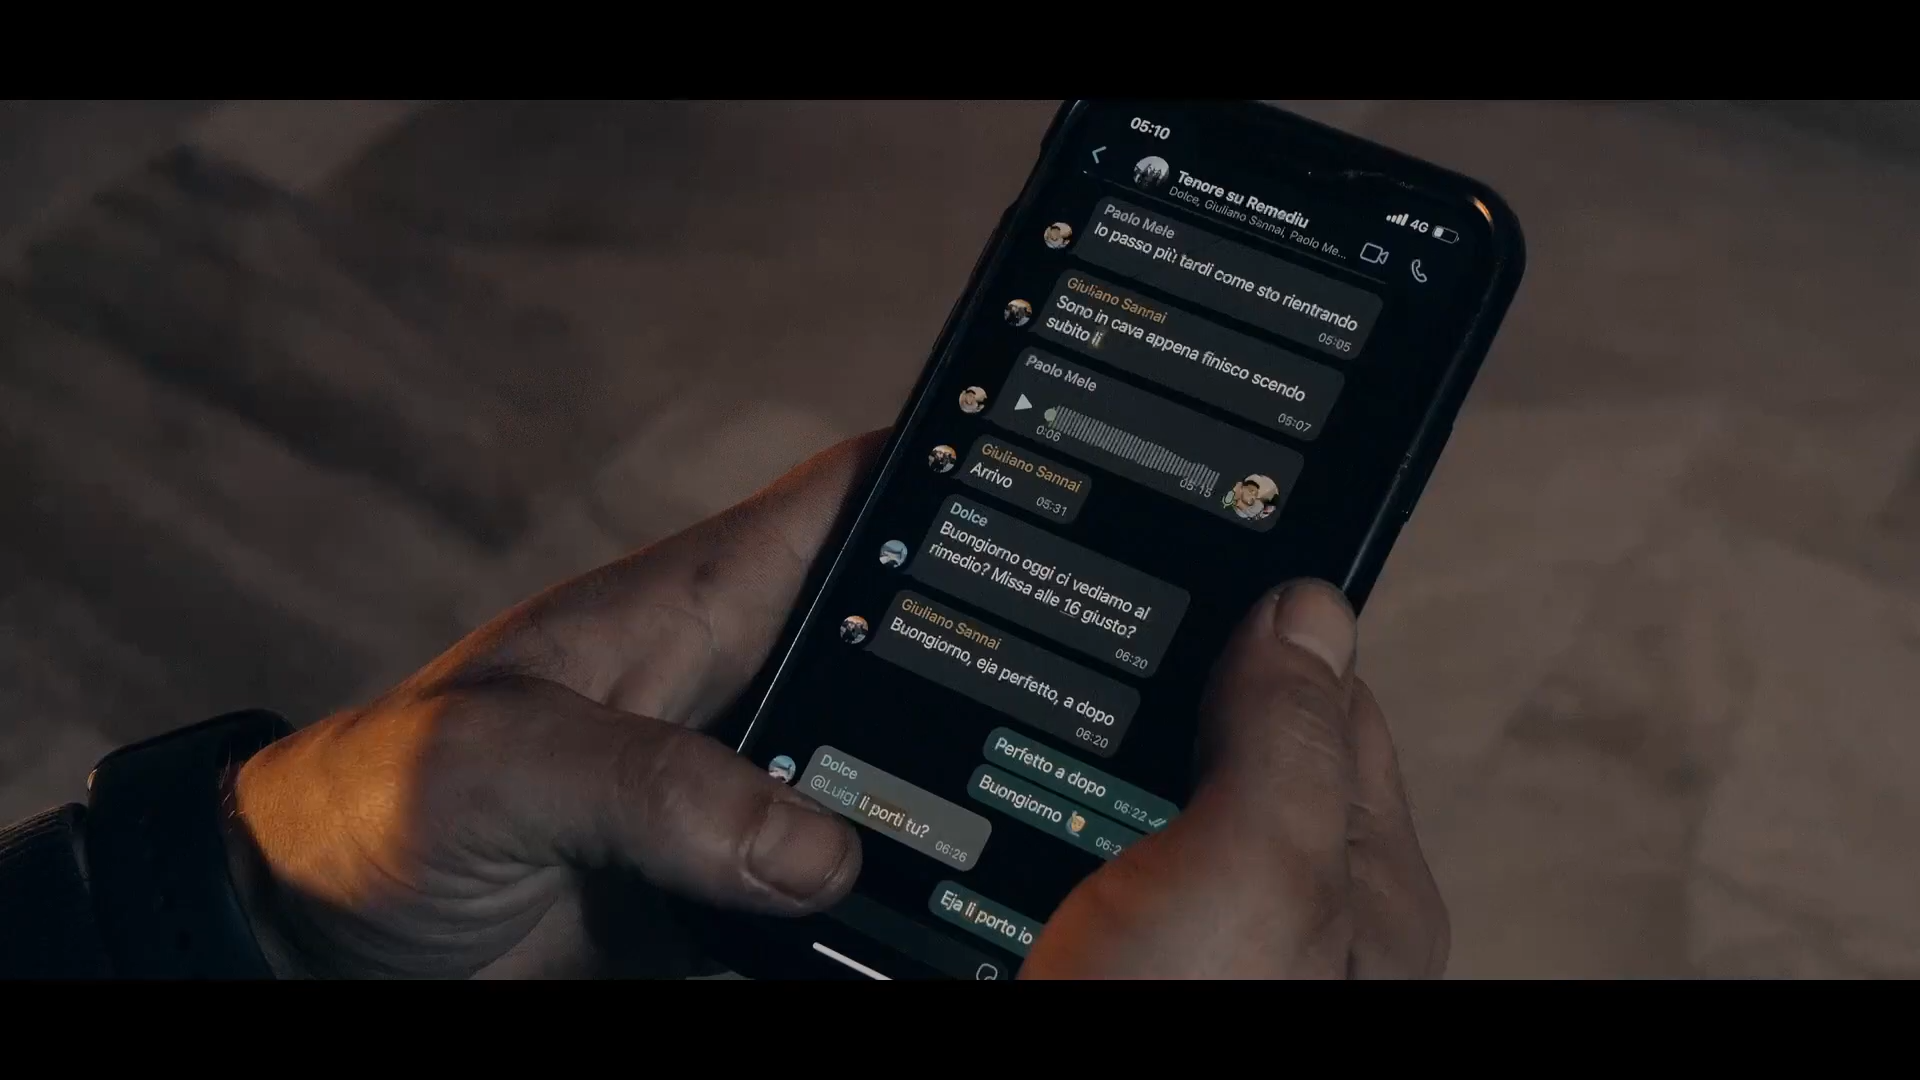 05:10
4G
Tenore su Remediu
Dolce, Giuliano Sannai, Paolo Me...
Paolo Mele
Io passo più tardi come sto rientrando
05:05
Giuliano Sannai
Sono in cava appena finisco scendo
subito lì
05:07
Paolo Mele
0:06
05:15
Giuliano Sannai
Arrivo
05:31
Dolce
Buongiorno oggi ci vediamo al
rimedio? Missa alle 16 giusto?
06:20
Giuliano Sannai
Buongiorno, eja perfetto, a dopo
06:20
Perfetto a dopo
06:22
Buongiorno
Dolce
@Luigi li porti tu?
06:26
Eja li porto io